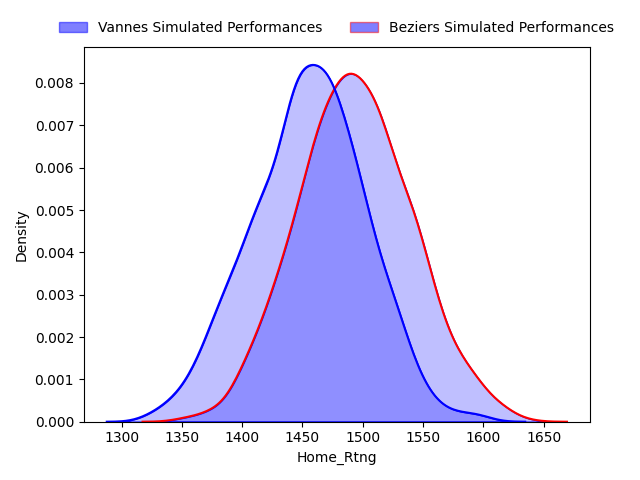 Vannes Simulated Performances Beziers Simulated Performances
0.008
0.007
0.006
0.005
0.004
0.003
0.002
0.001
0.000
Density
1300 1350 1400 1450 1500 1550 1600 1650
Home_Rtng